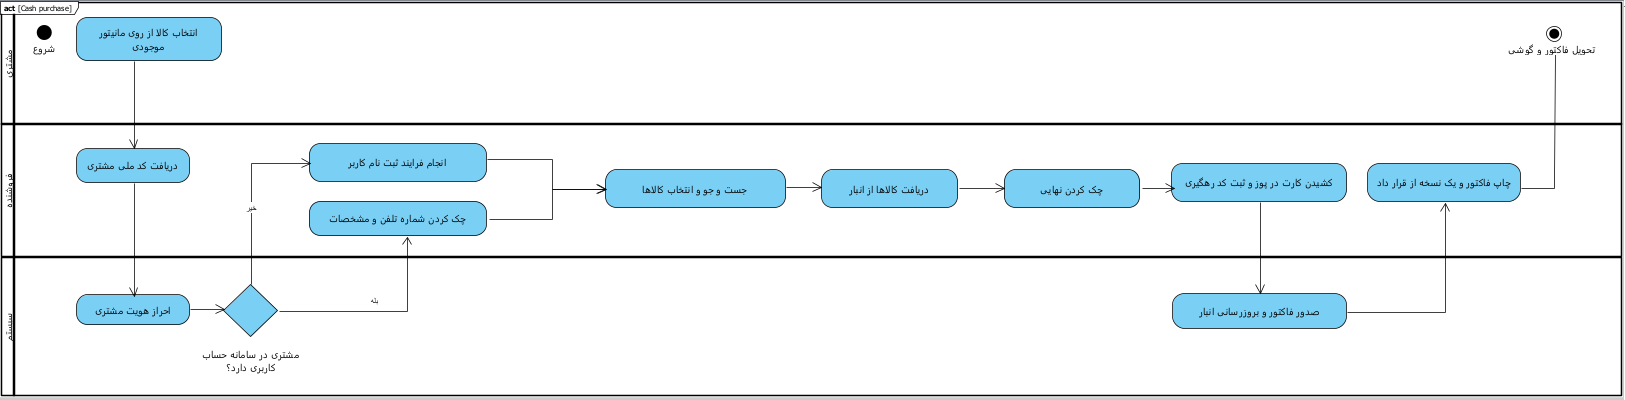 act [Cash purchase]
مشتری
شروع
انتخاب کالا از روی مانیتور
موجودی
تحویل فاکتور و گوشی
فروشنده
دریافت کد ملی مشتری
انجام فرایند ثبت نام کاربر
خیر
چک کردن شماره تلفن و مشخصات
جست و جو و انتخاب کالاها
دریافت کالاها از انبار
چک کردن نهایی
کشیدن کارت در پوز و ثبت کد رهگیری
چاپ فاکتور و یک نسخه از قرار داد
سیستم
احراز هویت مشتری
بله
مشتری در سامانه حساب
کاربری دارد؟
صدور فاکتور و بروزرسانی انبار